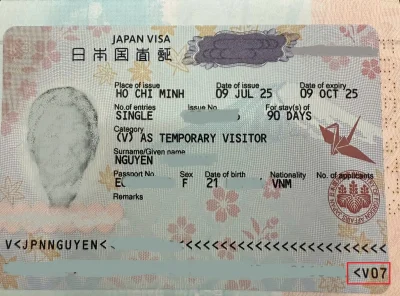 JAPAN VISA
日本国査証
Place of issue Date of issue Date of expiry
HO CHI MINH 09 JUL 25 09 OCT 25
No.of entries Issue No For stay(s) of
SINGLE 90 DAYS
Category
(V) AS TEMPORARY VISITOR
Surname/Given name
NGUYEN
Passport No. Sex Date of birth Nationality No. of applicants
F 21 VNM
Remarks
V<JPNNGUYEN<<<<<<<<<<<<<<<<<<<<<<
<V07